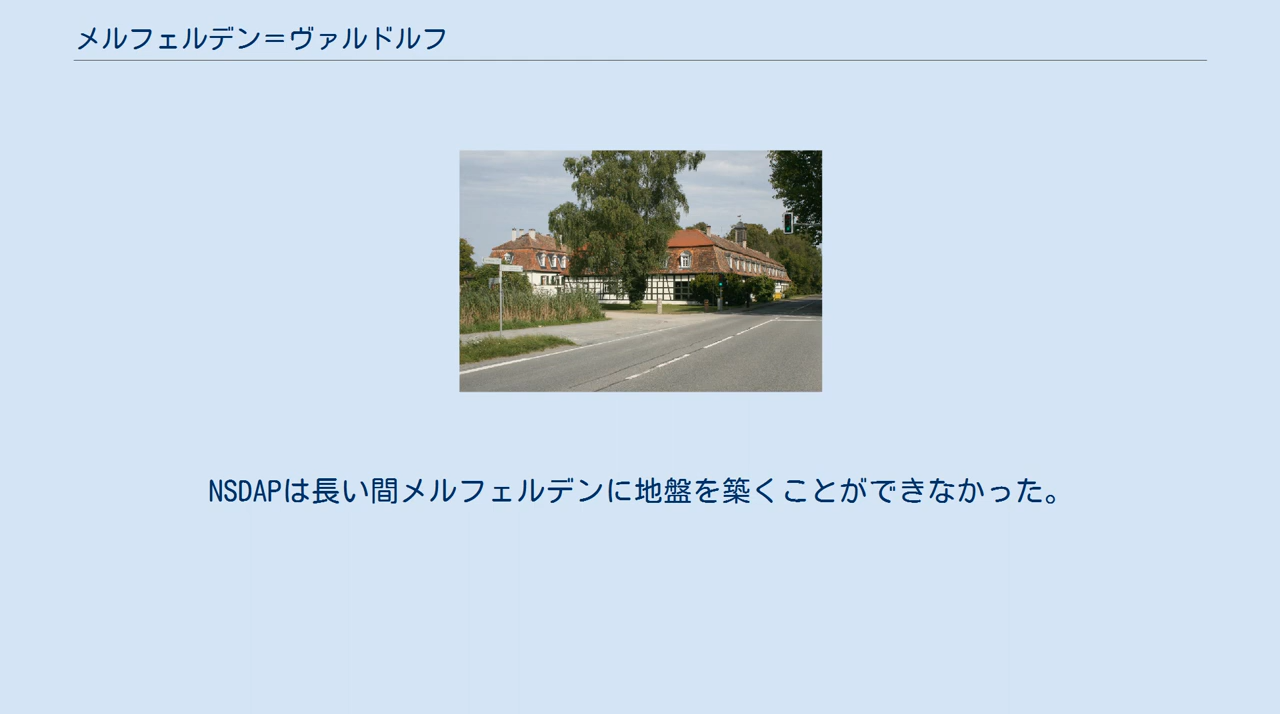 メルフェルデン＝ヴァルドルフ
NSDAPは長い間メルフェルデンに地盤を築くことができなかった。